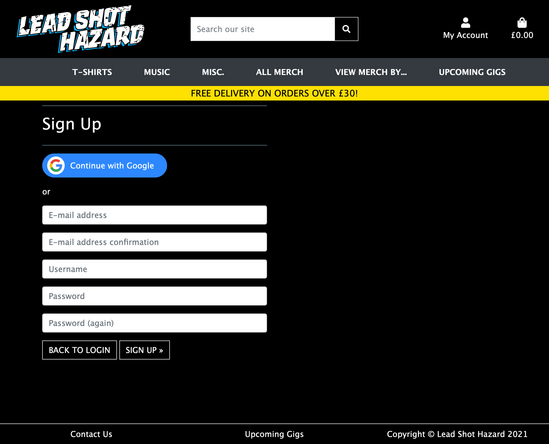 LEAD SHOT
HAZARD
Search our site
My Account
£0.00
T-SHIRTS MUSIC MISC. ALL MERCH VIEW MERCH BY... UPCOMING GIGS
FREE DELIVERY ON ORDERS OVER £30!
Sign Up
Continue with Google
or
E-mail address
E-mail address confirmation
Username
Password
Password (again)
BACK TO LOGIN SIGN UP »
Contact Us Upcoming Gigs Copyright © Lead Shot Hazard 2021